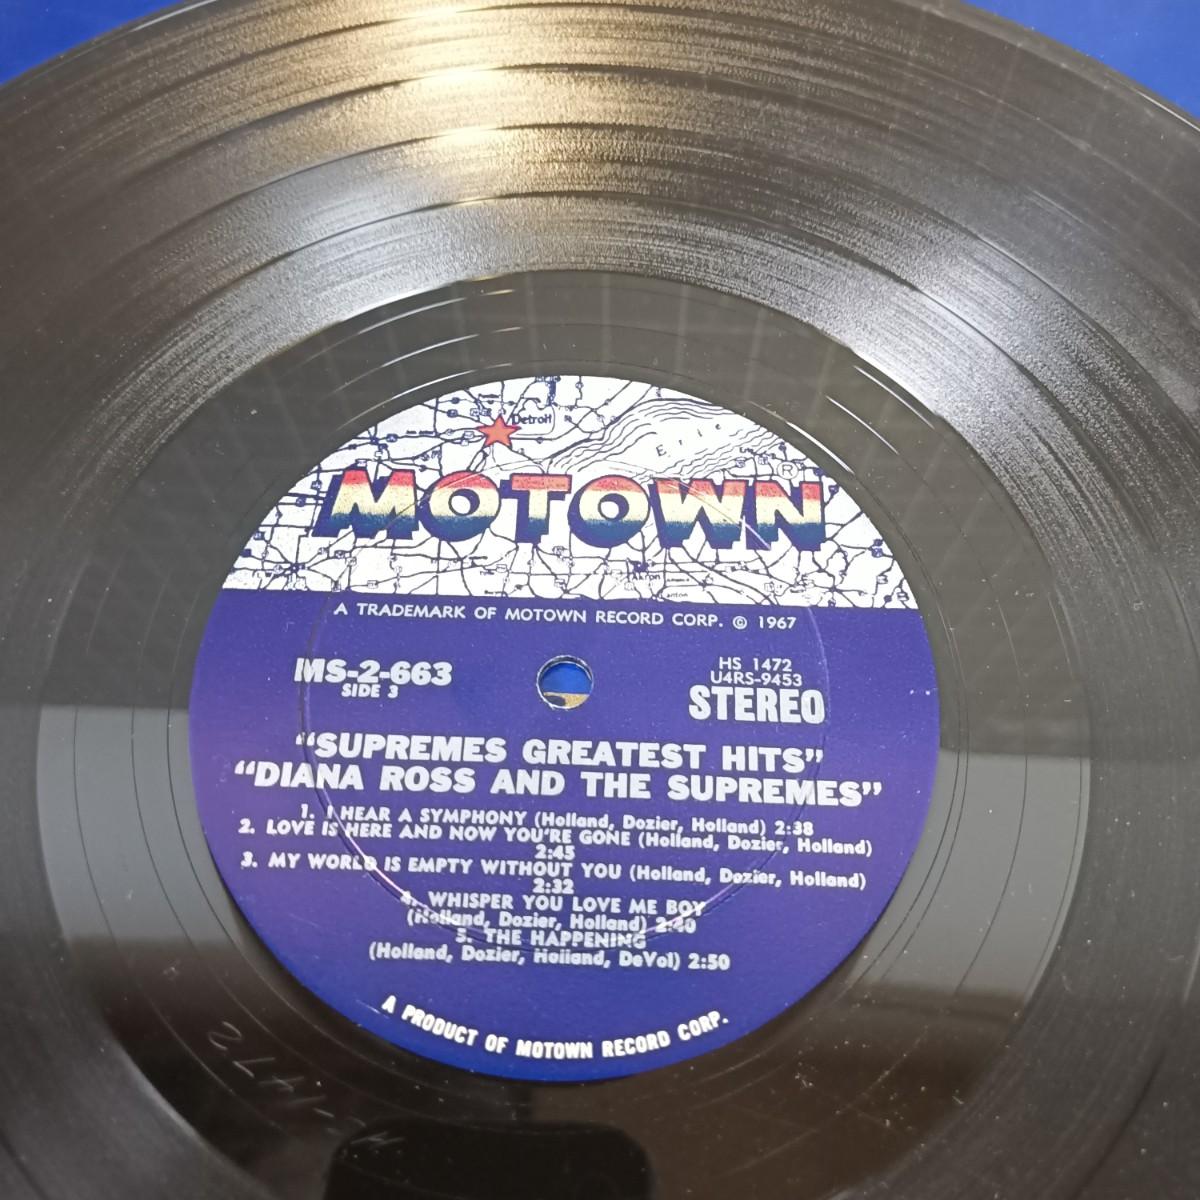 Detroit
Erie
MOTOWN ®
Akron
A TRADEMARK OF MOTOWN RECORD CORP. © 1967
MS-2-663
SIDE 3
HS 1472
U4RS-9453
STEREO
“SUPREMES GREATEST HITS”
“DIANA ROSS AND THE SUPREMES”
1. I HEAR A SYMPHONY (Holland, Dozier, Holland) 2:38
2. LOVE IS HERE AND NOW YOU'RE GONE (Holland, Dozier, Holland)
2:45
3. MY WORLD IS EMPTY WITHOUT YOU (Holland, Dozier, Holland)
2:32
4. WHISPER YOU LOVE ME BOY
(Holland, Dozier, Holland) 2:40
5. THE HAPPENING
(Holland, Dozier, Holland, DeVol) 2:50
A PRODUCT OF MOTOWN RECORD CORP.